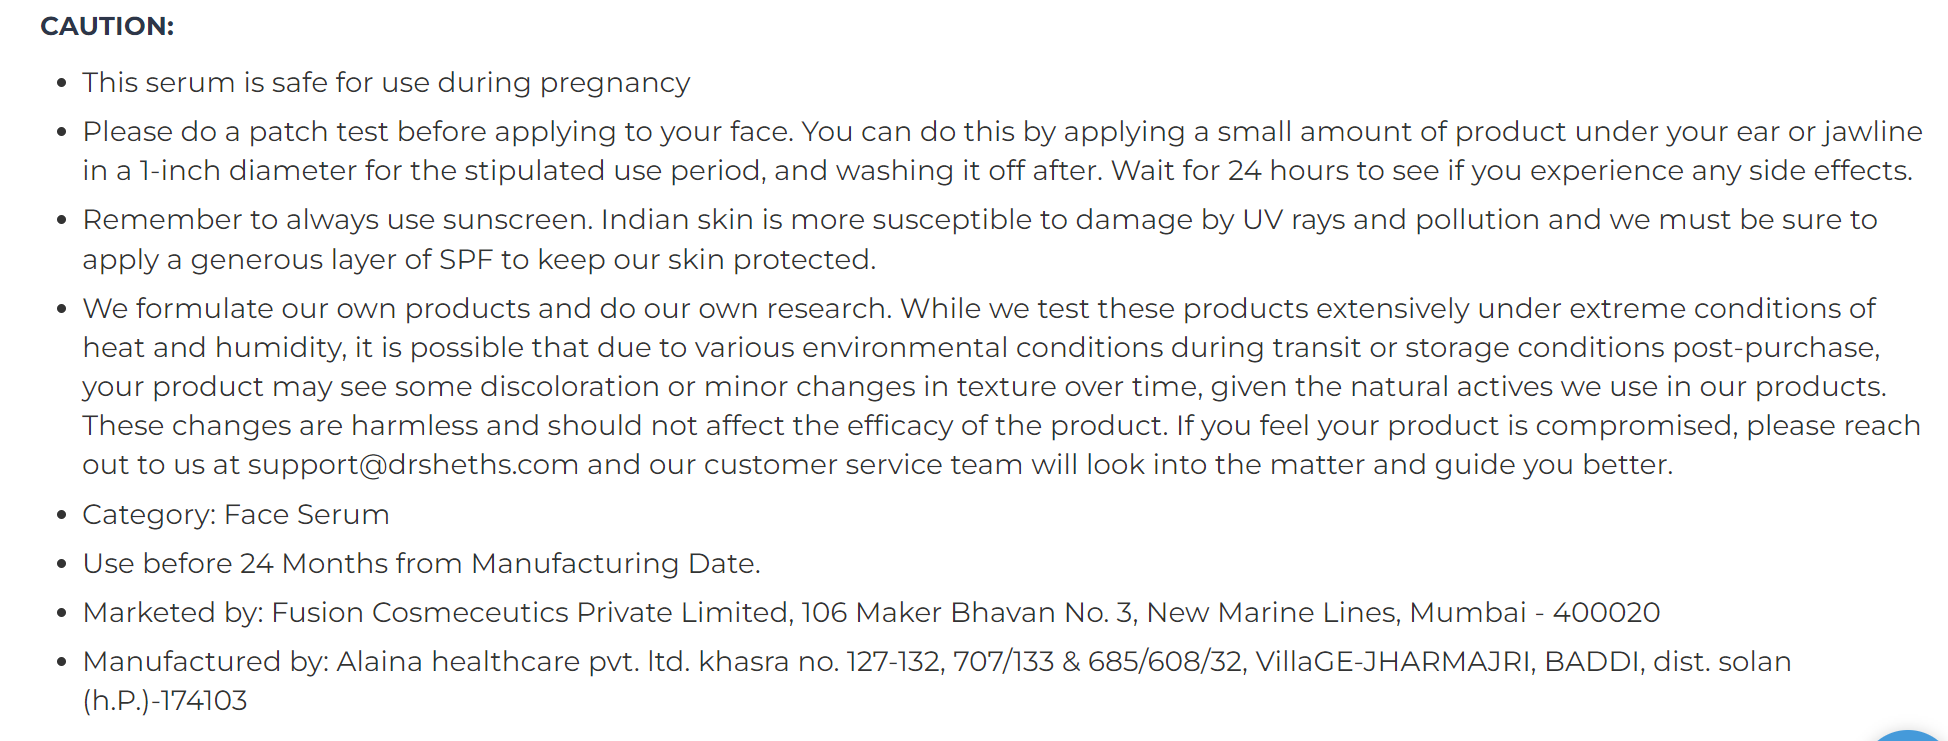 CAUTION:
• This serum is safe for use during pregnancy
• Please do a patch test before applying to your face. You can do this by applying a small amount of product under your ear or jawline
in a 1-inch diameter for the stipulated use period, and washing it off after. Wait for 24 hours to see if you experience any side effects.
• Remember to always use sunscreen. Indian skin is more susceptible to damage by UV rays and pollution and we must be sure to
apply a generous layer of SPF to keep our skin protected.
• We formulate our own products and do our own research. While we test these products extensively under extreme conditions of
heat and humidity, it is possible that due to various environmental conditions during transit or storage conditions post-purchase,
your product may see some discoloration or minor changes in texture over time, given the natural actives we use in our products.
These changes are harmless and should not affect the efficacy of the product. If you feel your product is compromised, please reach
out to us at support@drsheths.com and our customer service team will look into the matter and guide you better.
• Category: Face Serum
• Use before 24 Months from Manufacturing Date.
• Marketed by: Fusion Cosmeceutics Private Limited, 106 Maker Bhavan No. 3, New Marine Lines, Mumbai - 400020
• Manufactured by: Alaina healthcare pvt. ltd. khasra no. 127-132, 707/133 & 685/608/32, VillaGE-JHARMAJRI, BADDI, dist. solan
(h.P.)-174103